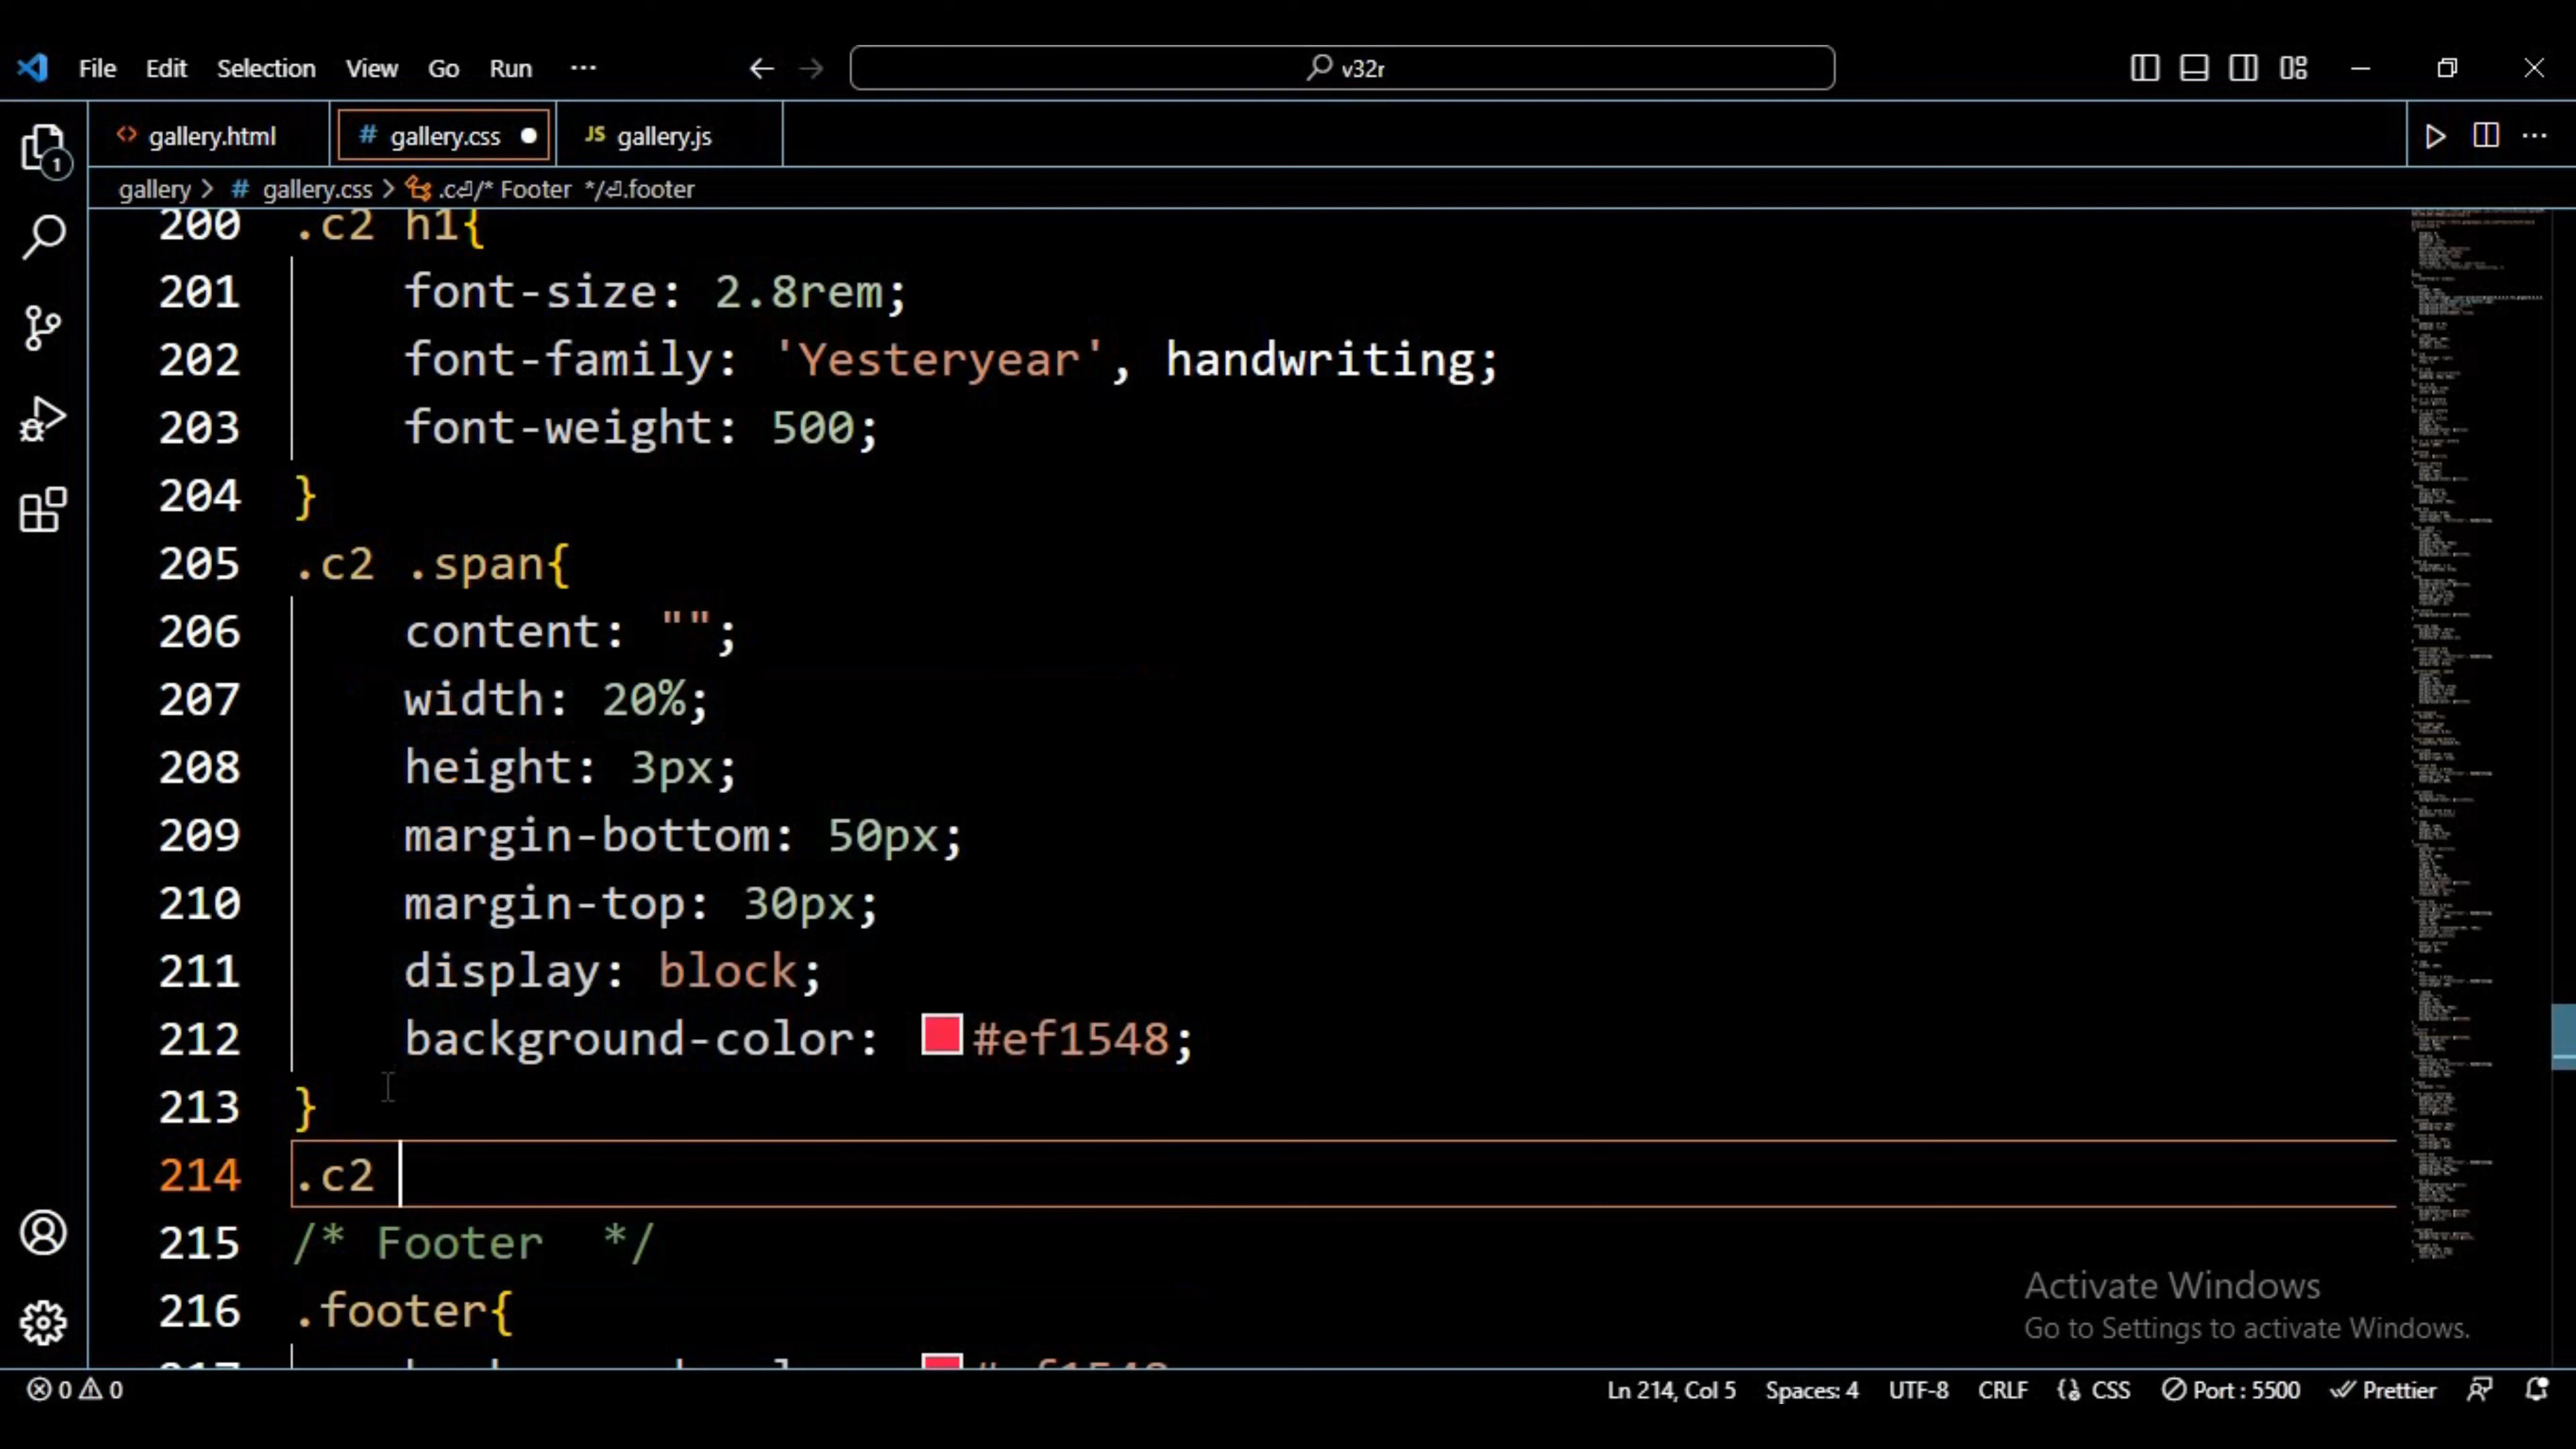 File Edit Selection View Go Run ··· v32r
gallery.html gallery.css JS gallery.js
gallery > # gallery.css > .c⏎/* Footer */⏎.footer
200 .c2 h1{
201 font-size: 2.8rem;
202 font-family: 'Yesteryear', handwriting;
203 font-weight: 500;
204 }
205 .c2 .span{
206 content: "";
207 width: 20%;
208 height: 3px;
209 margin-bottom: 50px;
210 margin-top: 30px;
211 display: block;
212 background-color: #ef1548;
213 }
214 .c2
215 /* Footer */
216 .footer{
Activate Windows
Go to Settings to activate Windows.
0 0 Ln 214, Col 5 Spaces: 4 UTF-8 CRLF CSS Port : 5500 Prettier